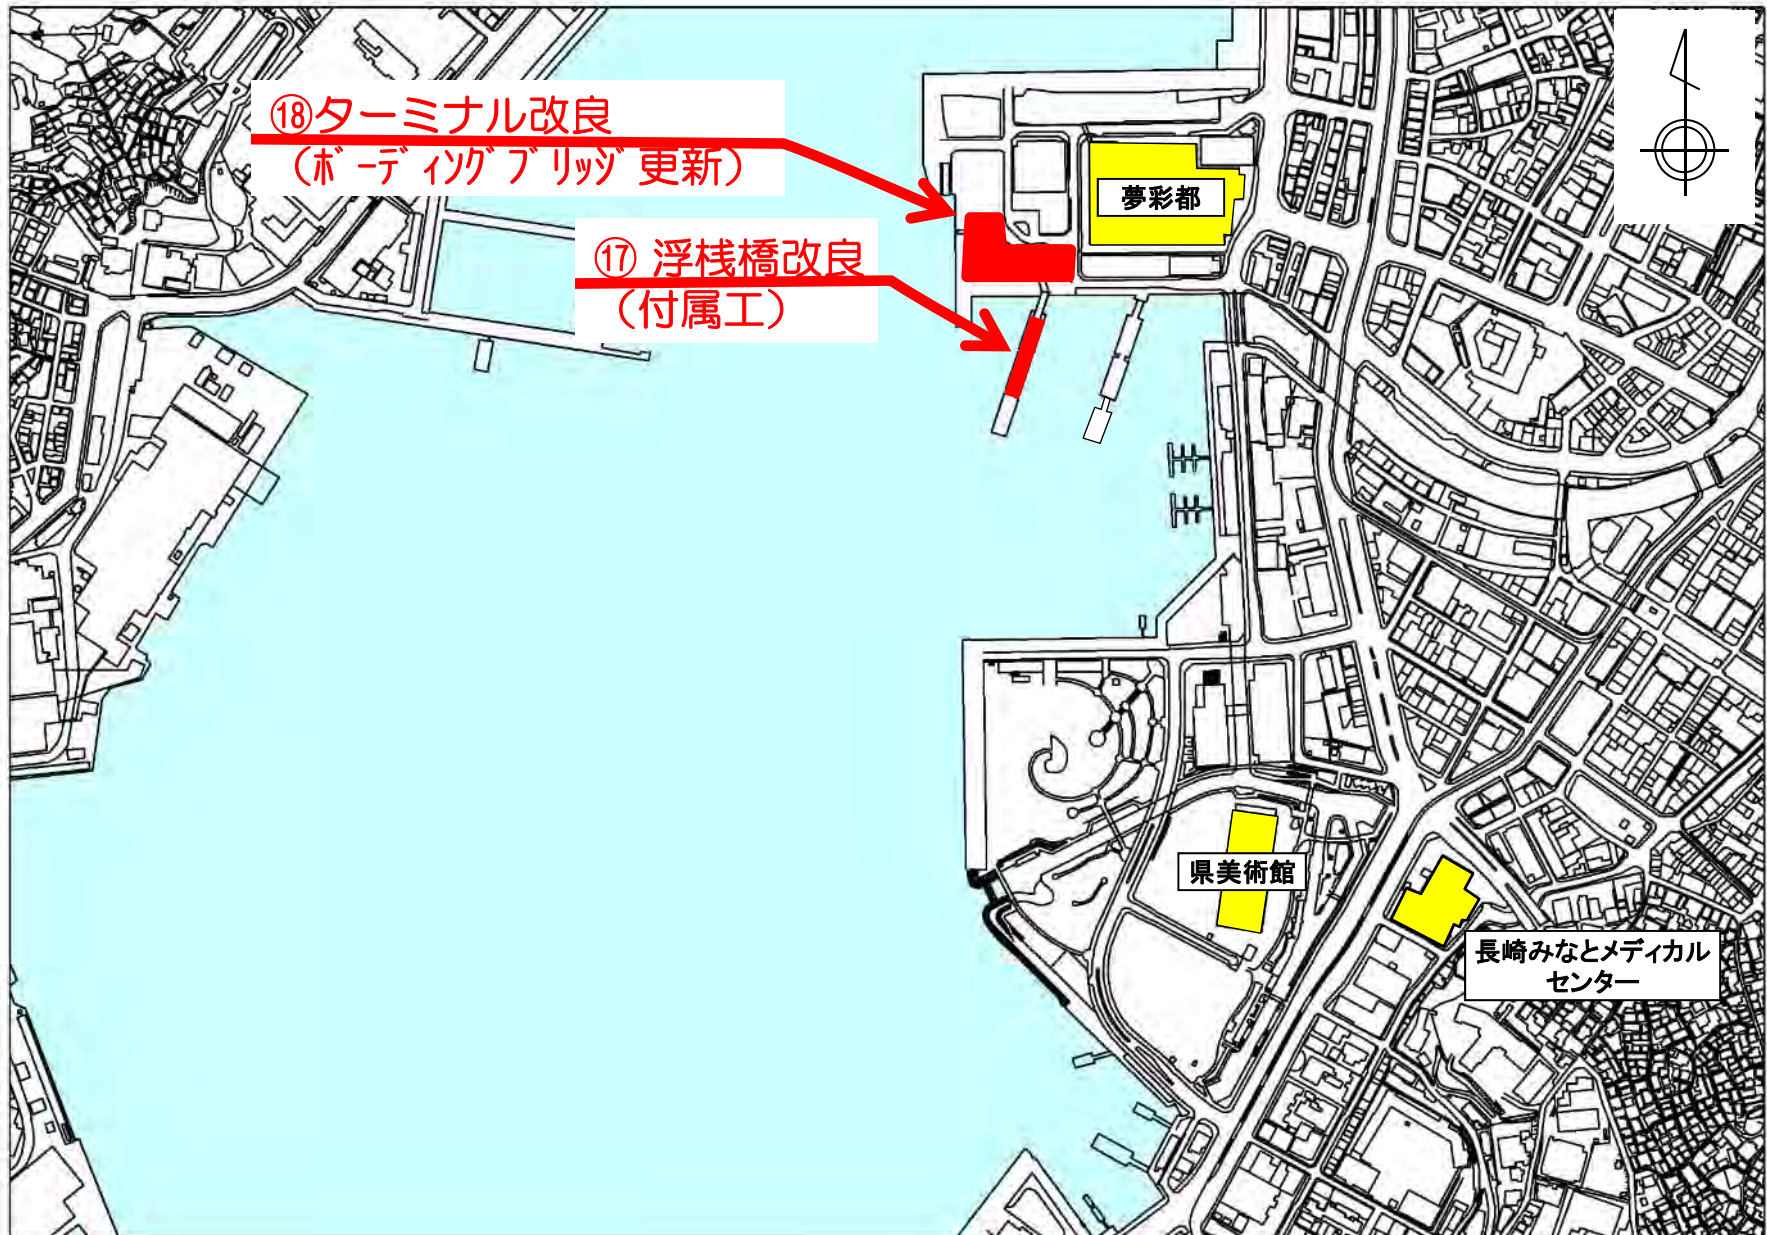 ⑱ターミナル改良
（ボーディングブリッジ更新）
夢彩都
⑰ 浮桟橋改良
（付属工）
県美術館
長崎みなとメディカル
センター